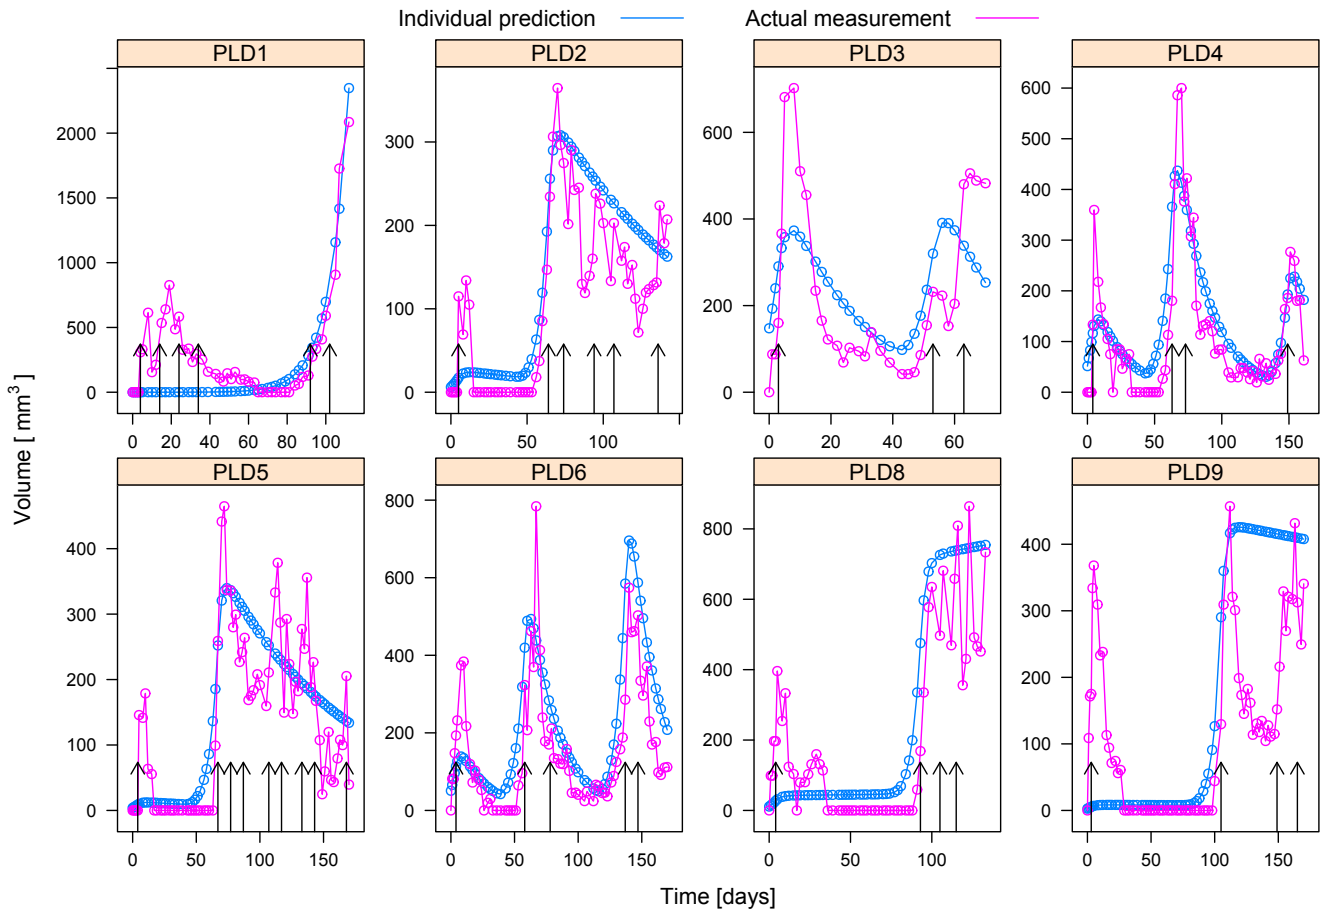 Individual prediction Actual measurement
PLD1 PLD2 PLD3 PLD4
0 500 1000 1500 2000
0 20 40 60 80 100
0 100 200 300
0 50 100
0 200 400 600
0 20 40 60
0 100 200 300 400 500 600
0 50 100 150
PLD5 PLD6 PLD8 PLD9
0 100 200 300 400
0 50 100 150
0 200 400 600 800
0 50 100 150
0 200 400 600 800
0 50 100
0 100 200 300 400
0 50 100 150
Volume [ mm³ ]
Time [days]